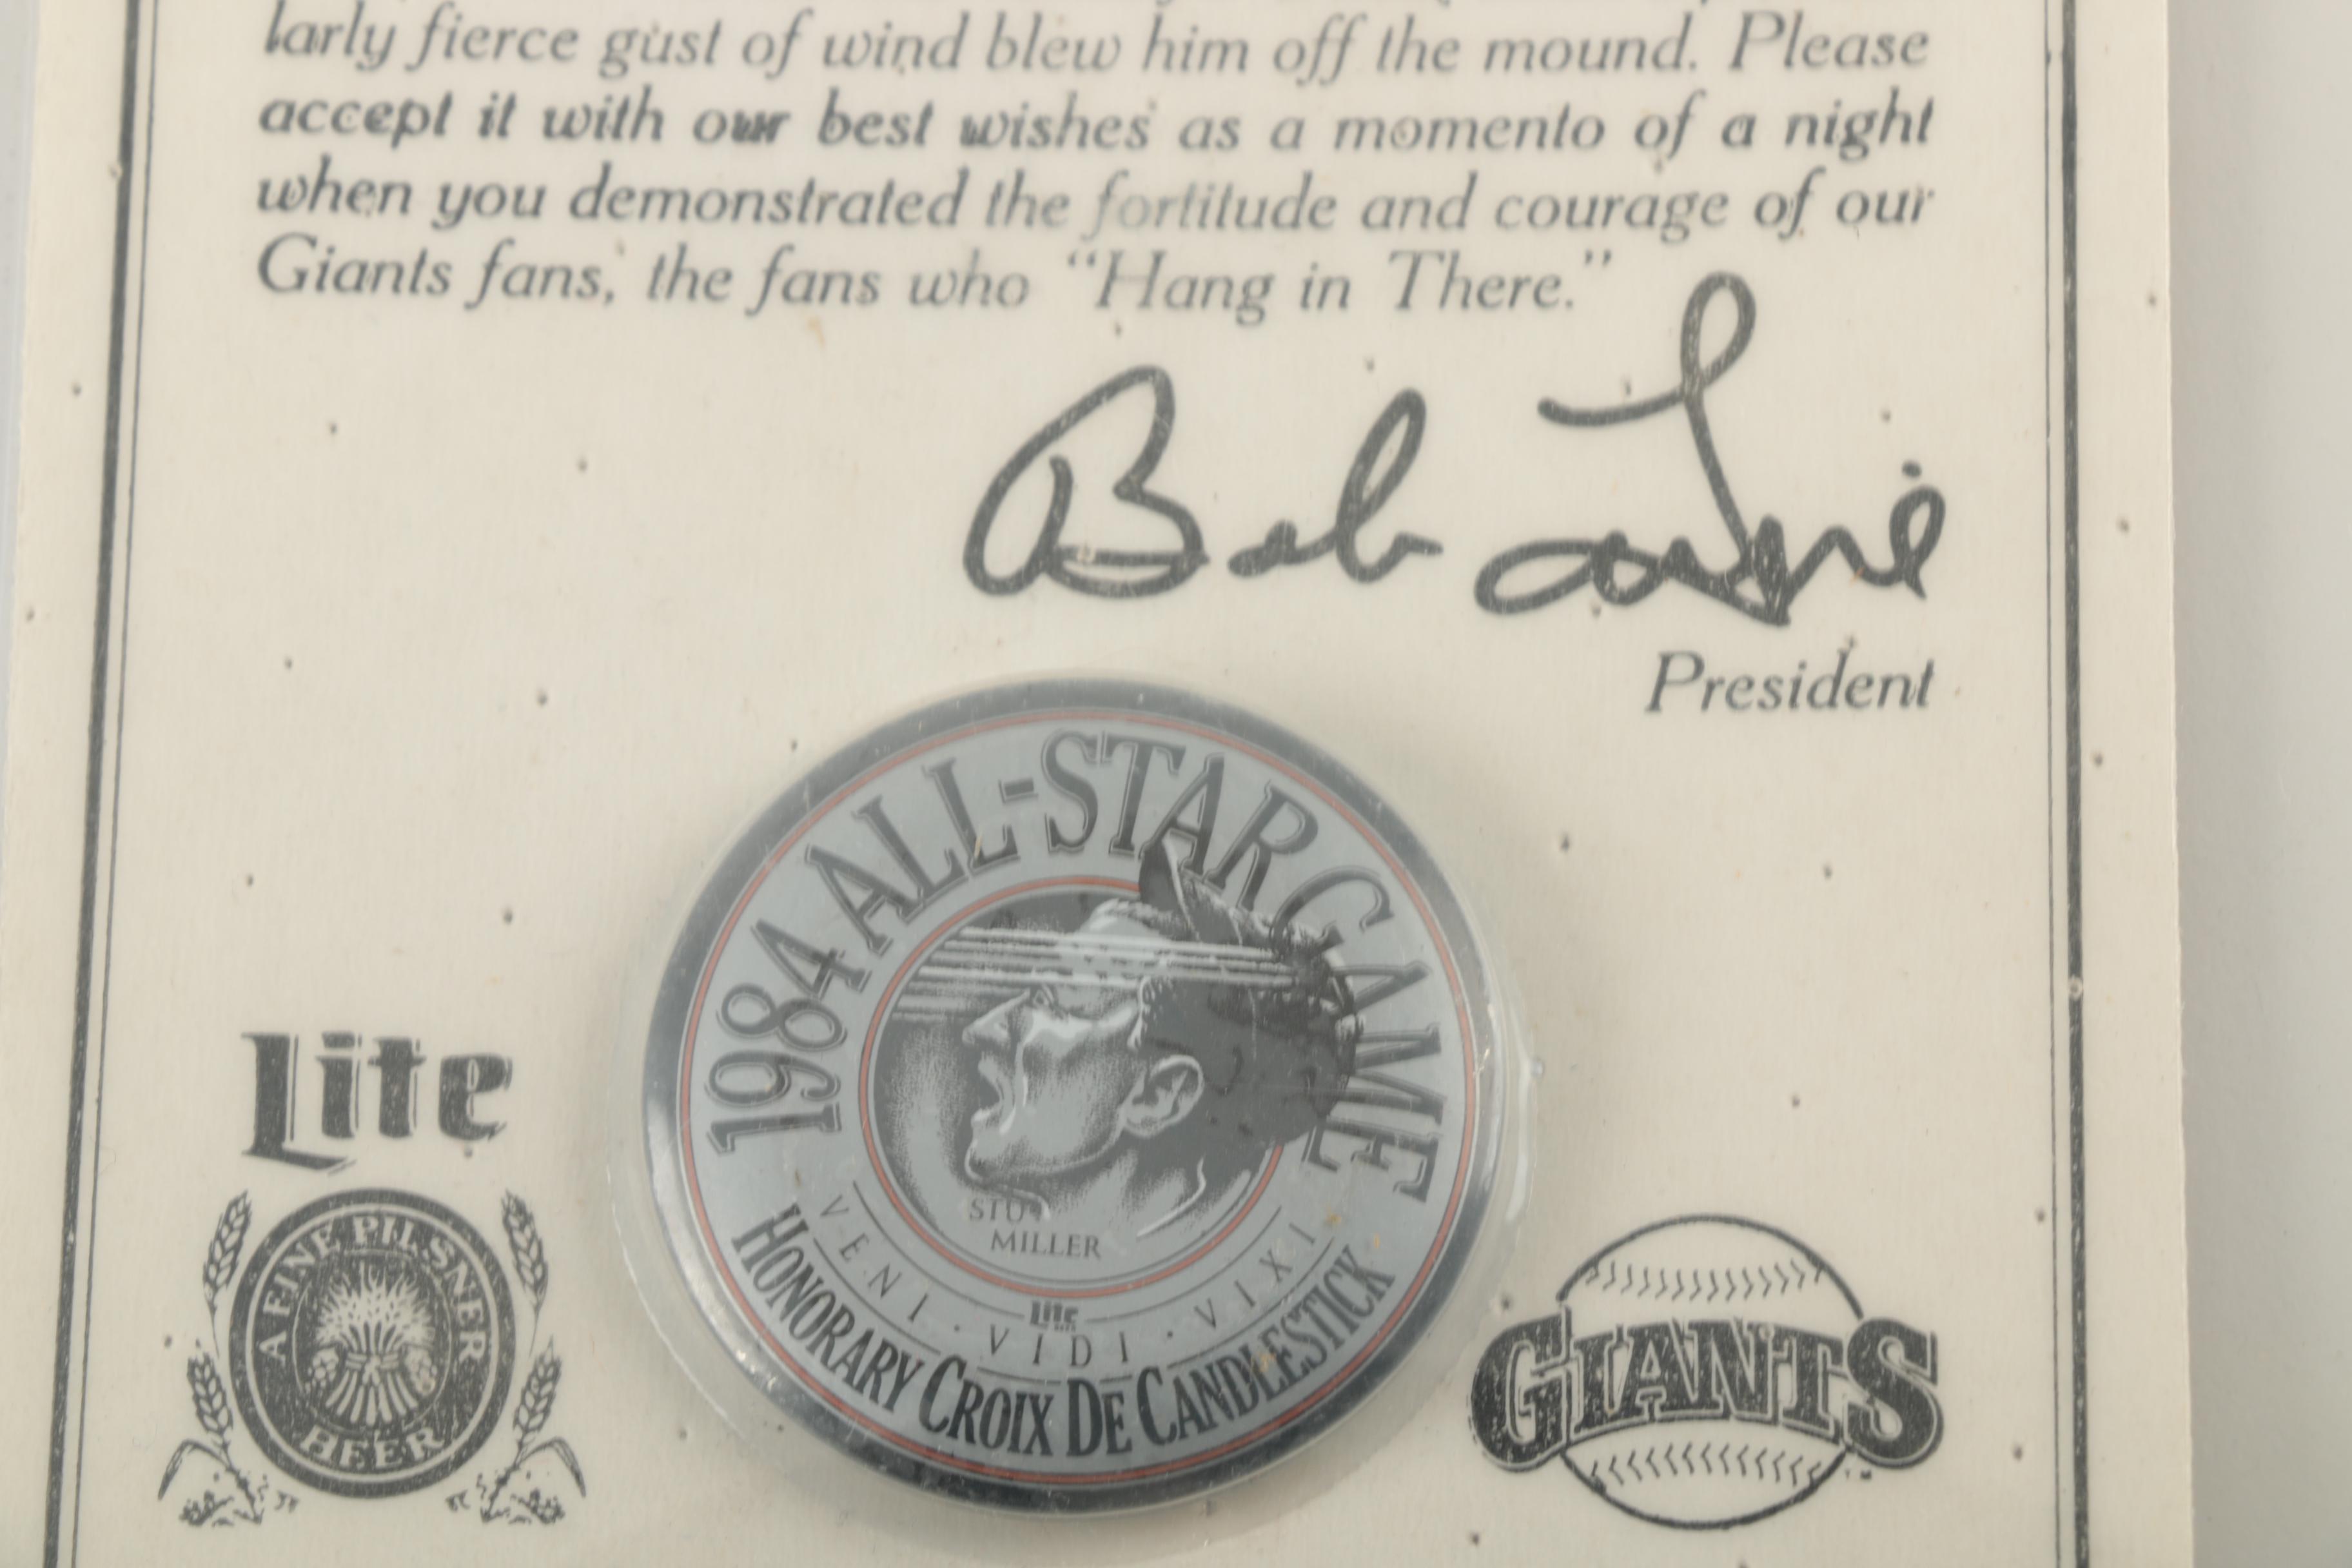 larly fierce gust of wind blew him off the mound. Please
accept it with our best wishes as a momento of a night
when you demonstrated the fortitude and courage of our
Giants fans, the fans who “Hang in There.”
Bob Lurie
President
1984 ALL-STAR GAME
STU
MILLER
Lite
VENI · VIDI · VIXI
HONORARY CROIX DE CANDLESTICK
Lite
A FINE PILSNER
BEER
GIANTS